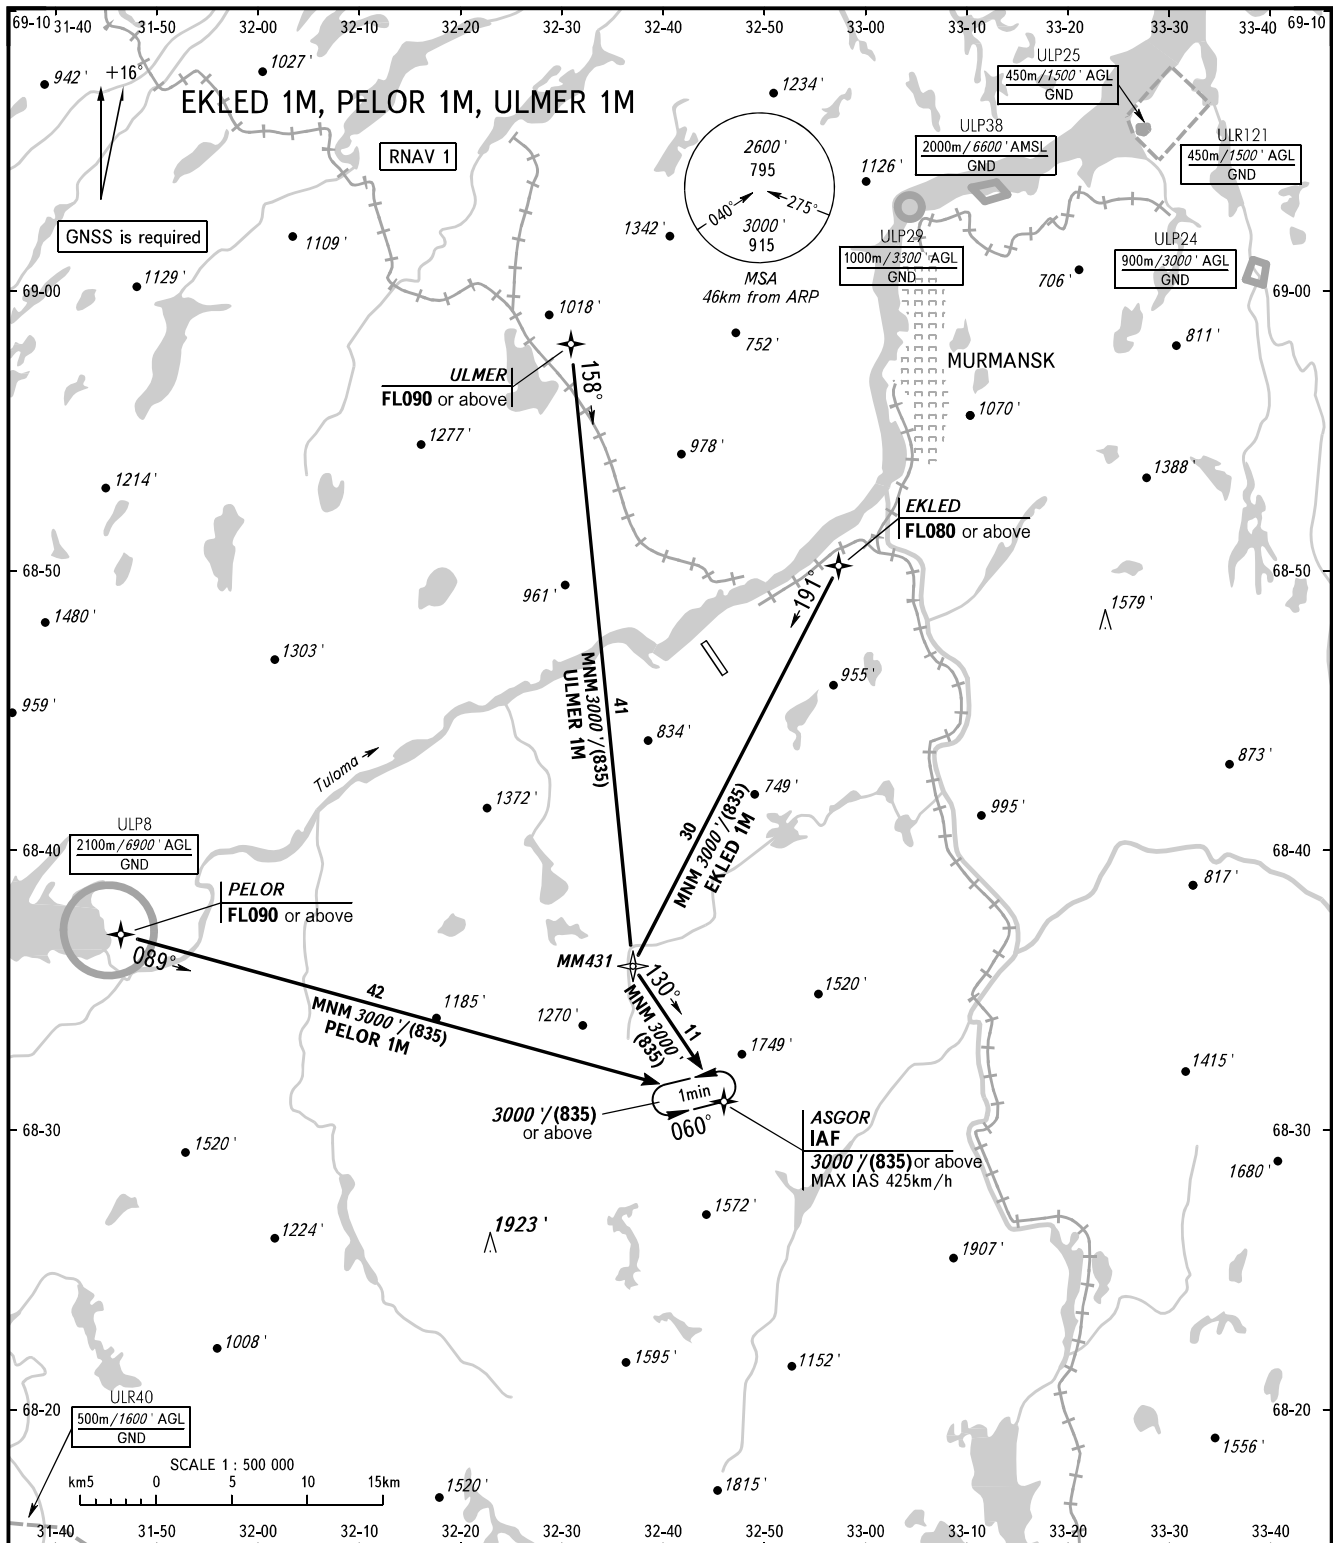 69-10
31-40
31-50
32-00
32-10
32-20
32-30
32-40
32-50
33-00
33-10
33-20
33-30
33-40
69-10
942'
+16°
1027'
EKLED 1M, PELOR 1M, ULMER 1M
1234'
ULP25
450m/1500' AGL
GND
RNAV 1
2600'
795
040°
275°
3000'
915
MSA
46km from ARP
1126'
ULP38
2000m/6600' AMSL
GND
ULR121
450m/1500' AGL
GND
GNSS is required
1109'
1342'
ULP29
1000m/3300' AGL
GND
ULP24
900m/3000' AGL
GND
1129'
706'
69-00
69-00
1018'
752'
811'
MURMANSK
ULMER
FL090 or above
158°
1070'
1277'
978'
1214'
1388'
EKLED
FL080 or above
68-50
68-50
961'
191°
1579'
1480'
1303'
955'
959'
41
MNM 3000'/(835)
ULMER 1M
834'
Tuloma
873'
1372'
749'
995'
30
MNM 3000'/(835)
EKLED 1M
ULP8
2100m/6900' AGL
GND
68-40
68-40
817'
PELOR
FL090 or above
089°
MM431
130°
11
MNM 3000'
(835)
42
MNM 3000'/(835)
PELOR 1M
1185'
1270'
1520'
1749'
1415'
1min
060°
3000'/(835)
or above
ASGOR
IAF
3000'/(835) or above
MAX IAS 425km/h
68-30
68-30
1520'
1680'
1572'
1224'
1923'
1907'
1008'
1595'
1152'
ULR40
500m/1600' AGL
GND
68-20
68-20
1556'
SCALE 1 : 500 000
km5
0
5
10
15km
1520'
1815'
31-40
31-50
32-00
32-10
32-20
32-30
32-40
32-50
33-00
33-10
33-20
33-30
33-40